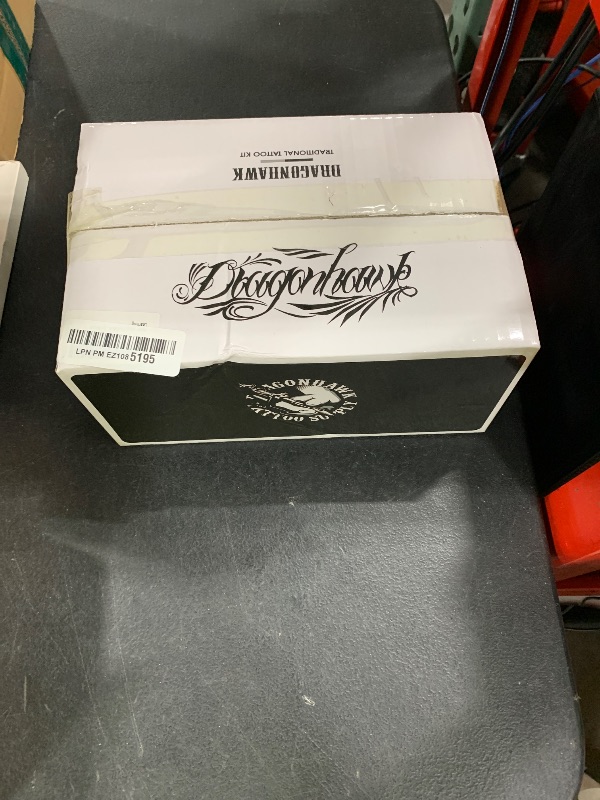 TRADITIONAL TATTOO KIT
DRAGONHAWK
Dragonhawk
LPN PM EZ1085195
DRAGONHAWK
TATTOO SUPPLY